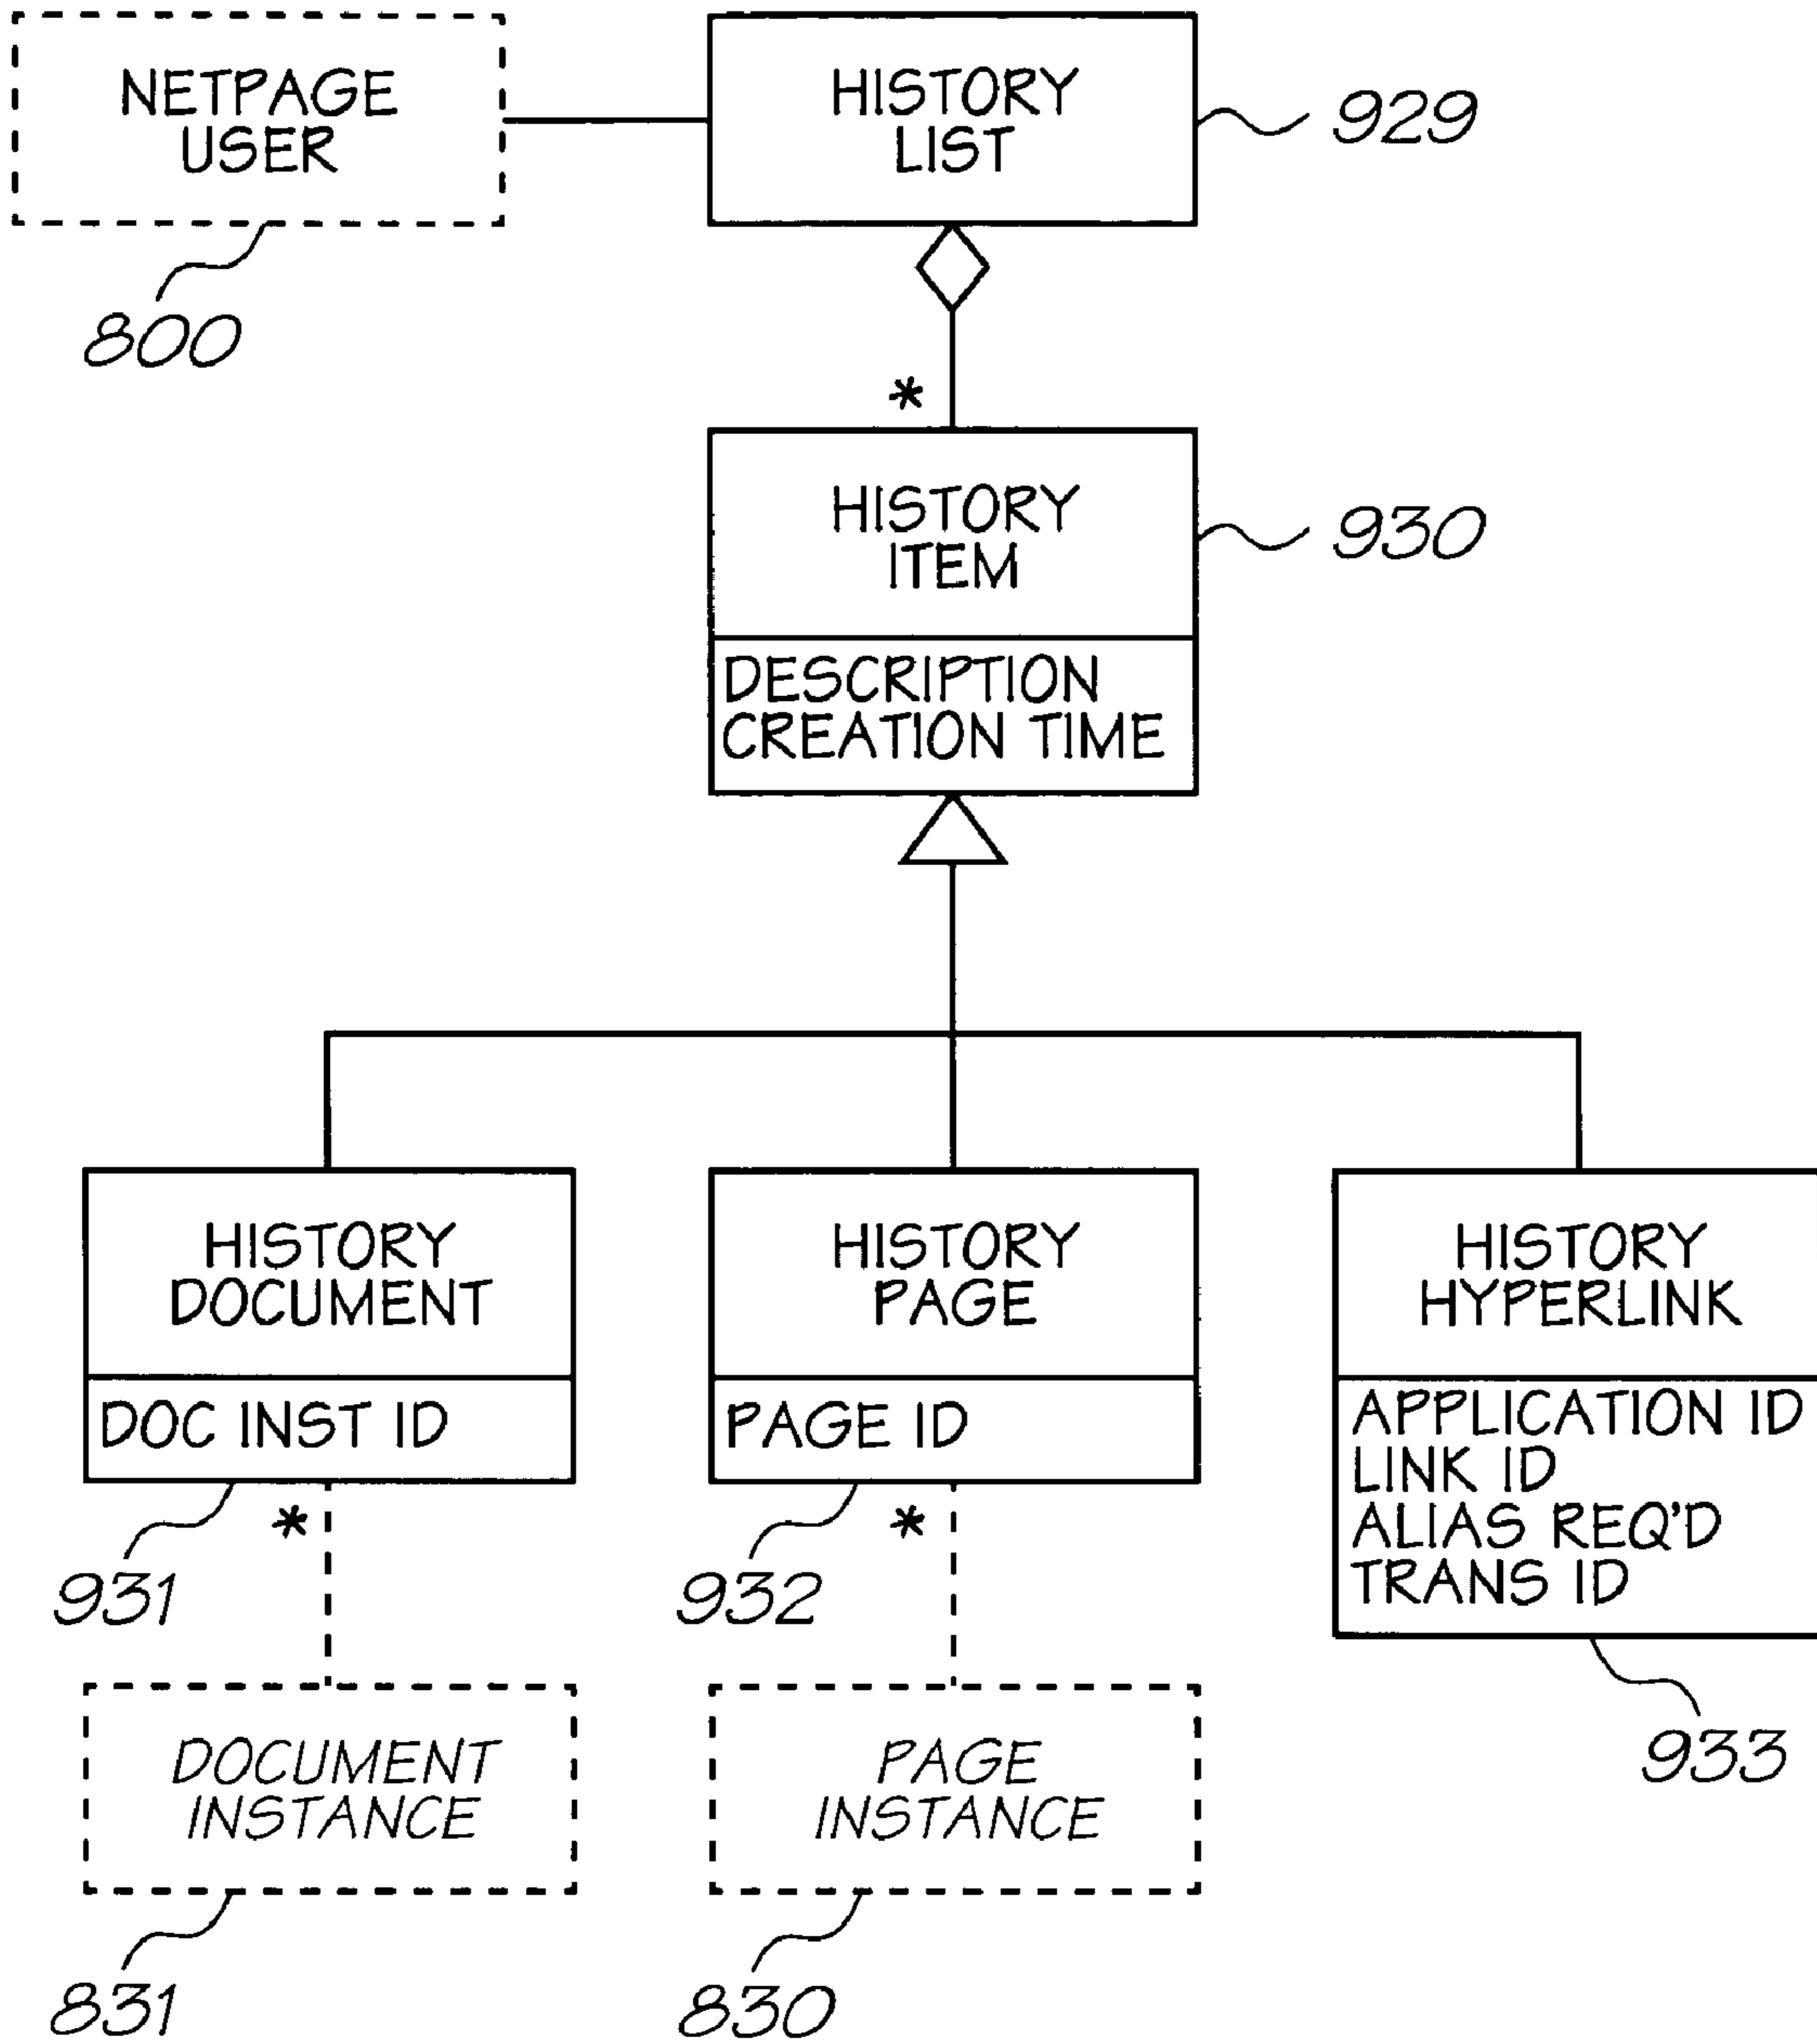 NETPAGE
USER
800
HISTORY
LIST
929
*
HISTORY
ITEM
930
DESCRIPTION
CREATION TIME
HISTORY
DOCUMENT
DOC INST ID
*
931
HISTORY
PAGE
PAGE ID
*
932
HISTORY
HYPERLINK
APPLICATION ID
LINK ID
ALIAS REQ'D
TRANS ID
933
DOCUMENT
INSTANCE
831
PAGE
INSTANCE
830